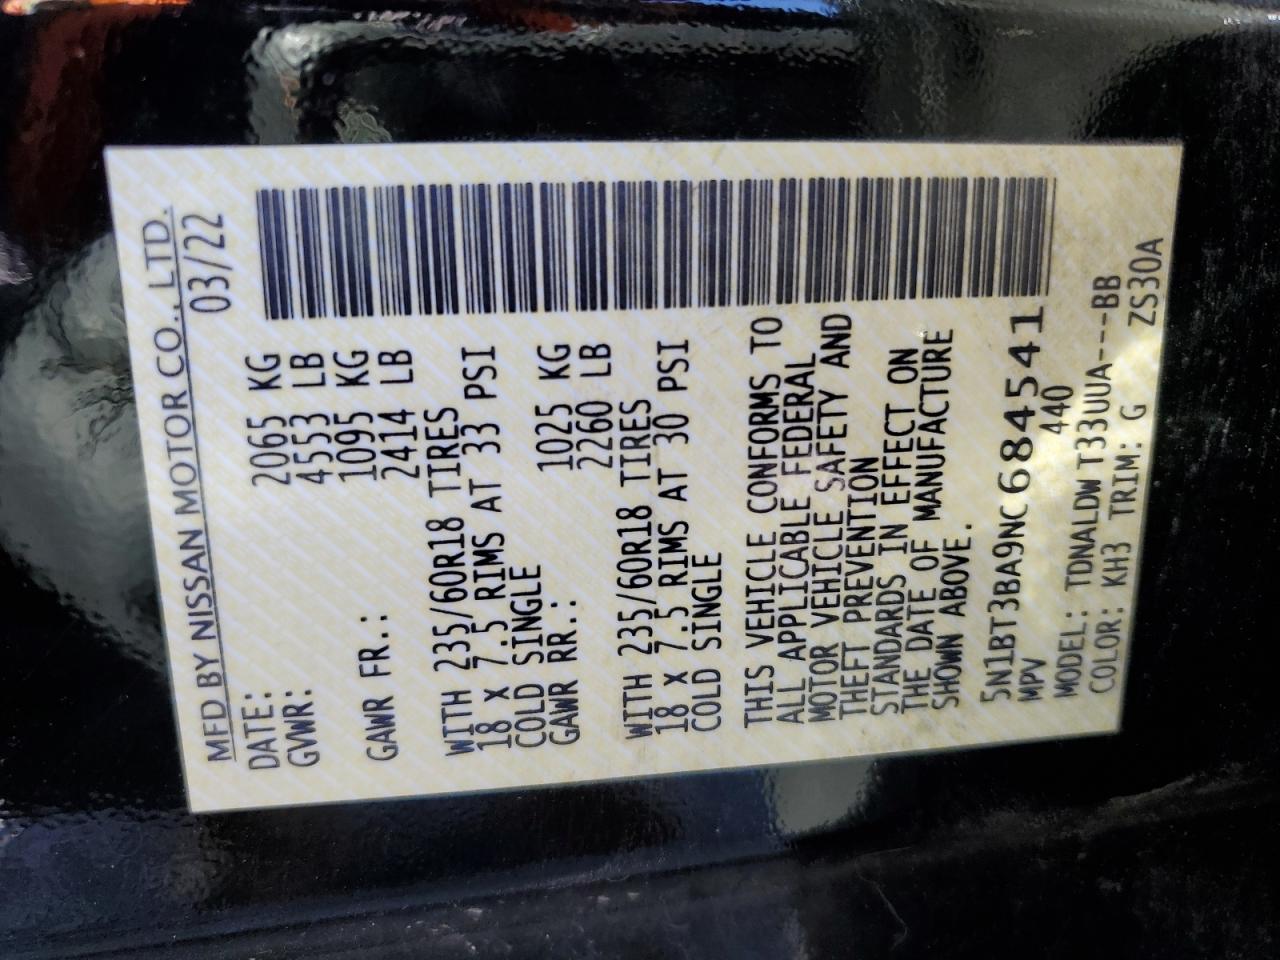 MFD BY NISSAN MOTOR CO., LTD.
DATE: 03/22
GVWR: 2065 KG
4553 LB
GAWR FR.: 1095 KG
2414 LB
WITH 235/60R18 TIRES
18 X 7.5 RIMS AT 33 PSI
COLD SINGLE
GAWR RR.: 1025 KG
2260 LB
WITH 235/60R18 TIRES
18 X 7.5 RIMS AT 30 PSI
COLD SINGLE
THIS VEHICLE CONFORMS TO
ALL APPLICABLE FEDERAL
MOTOR VEHICLE SAFETY AND
THEFT PREVENTION
STANDARDS IN EFFECT ON
THE DATE OF MANUFACTURE
SHOWN ABOVE.
5N1BT3BA9NC684541
MPV 440
MODEL: TDNALDWT33UUA---BB
COLOR: KH3 TRIM: G ZS30A